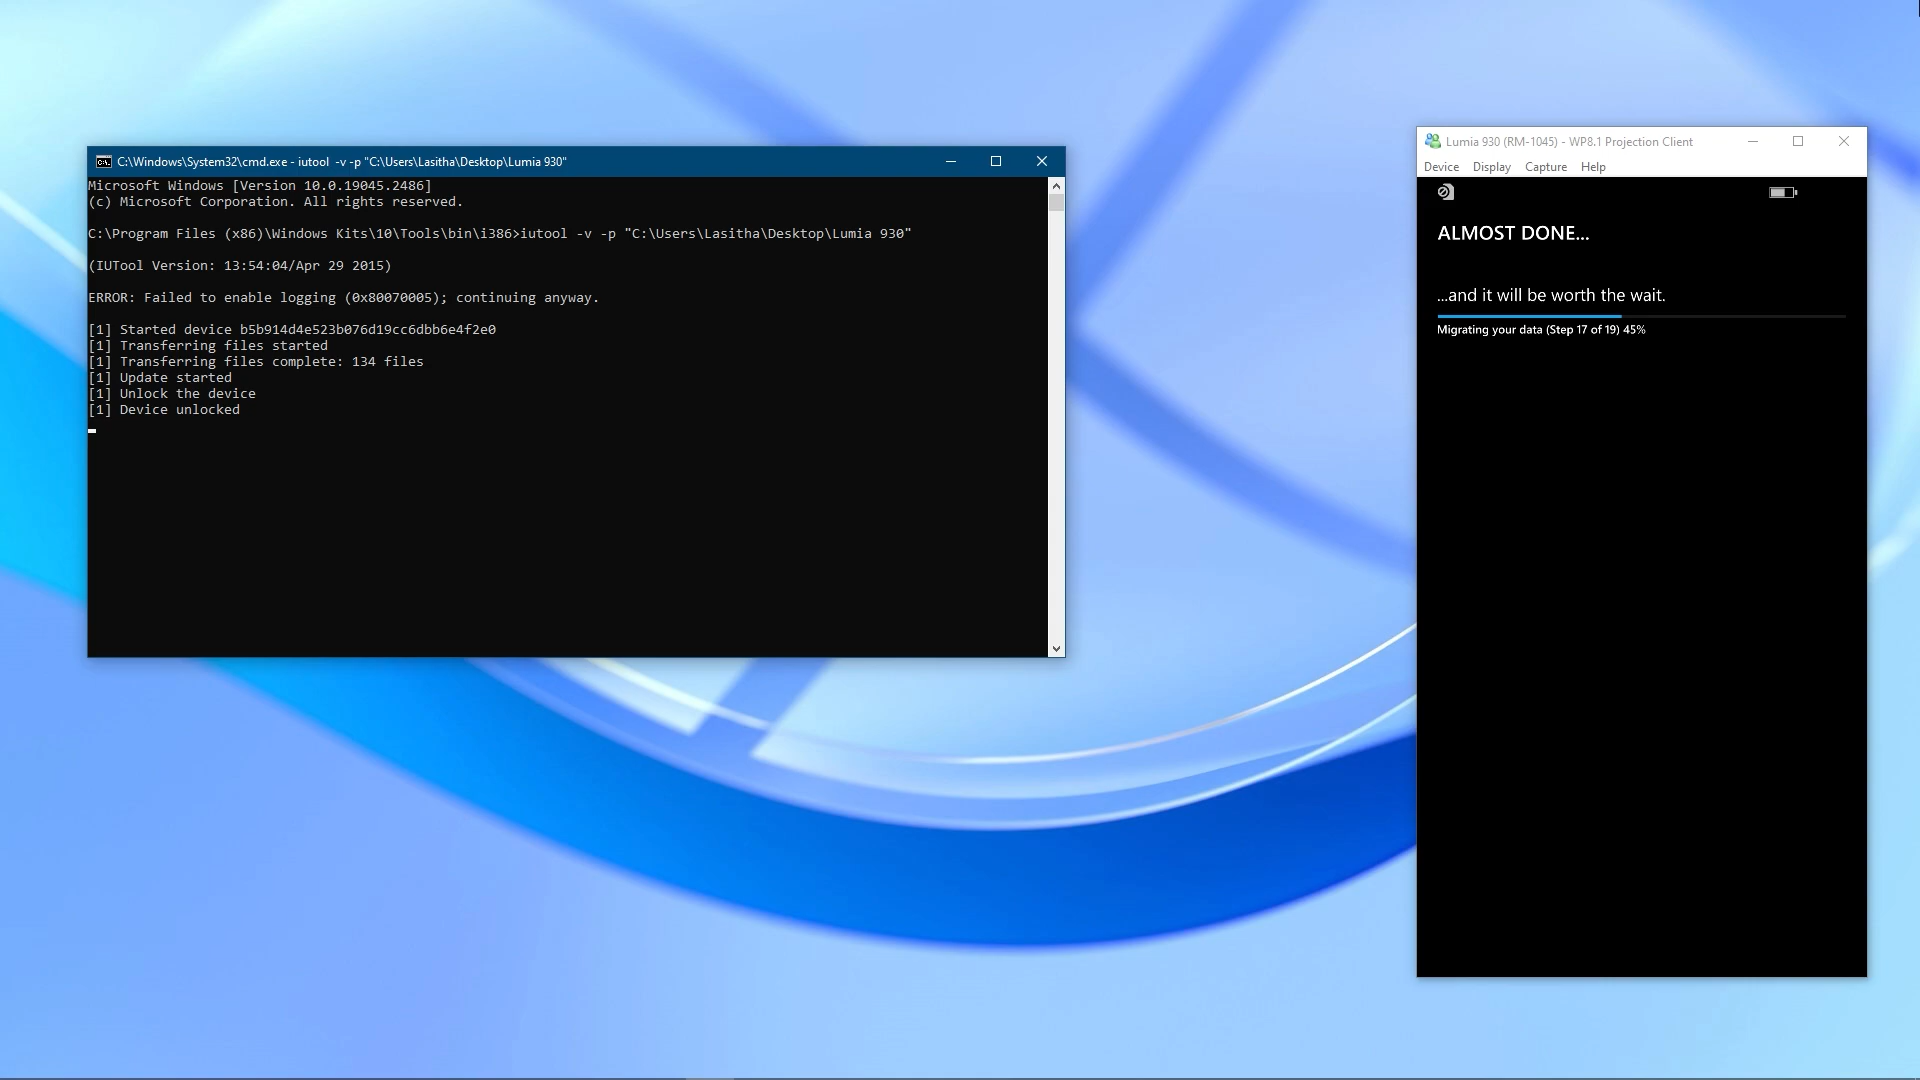 C:\Windows\System32\cmd.exe - iutool  -v -p "C:\Users\Lasitha\Desktop\Lumia 930"
Microsoft Windows [Version 10.0.19045.2486]
(c) Microsoft Corporation. All rights reserved.
C:\Program Files (x86)\Windows Kits\10\Tools\bin\i386>iutool -v -p "C:\Users\Lasitha\Desktop\Lumia 930"
(IUTool Version: 13:54:04/Apr 29 2015)
ERROR: Failed to enable logging (0x80070005); continuing anyway.
[1] Started device b5b914d4e523b076d19cc6dbb6e4f2e0
[1] Transferring files started
[1] Transferring files complete: 134 files
[1] Update started
[1] Unlock the device
[1] Device unlocked
Lumia 930 (RM-1045) - WP8.1 Projection Client
Device Display Capture Help
ALMOST DONE...
...and it will be worth the wait.
Migrating your data (Step 17 of 19) 45%